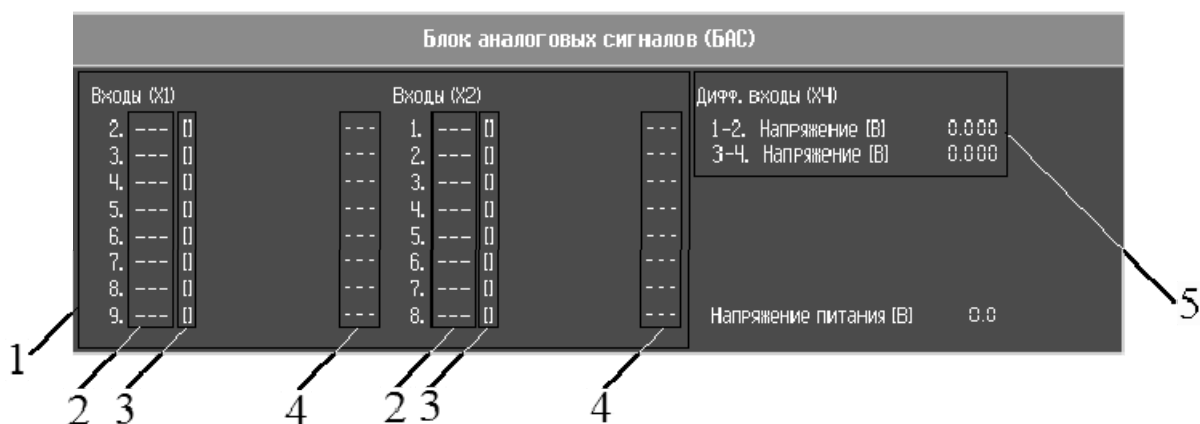 Блок аналоговых сигналов (БАС)
Входы (X1) Входы (X2) Дифф. входы (X4)
2. --- [] --- 1. --- [] --- 1-2. Напряжение [В] 0.000
3. --- [] --- 2. --- [] --- 3-4. Напряжение [В] 0.000
4. --- [] --- 3. --- [] ---
5. --- [] --- 4. --- [] ---
6. --- [] --- 5. --- [] ---
7. --- [] --- 6. --- [] ---
8. --- [] --- 7. --- [] ---
9. --- [] --- 8. --- [] --- Напряжение питания [В] 0.0
1 2 3 4 2 3 4 5